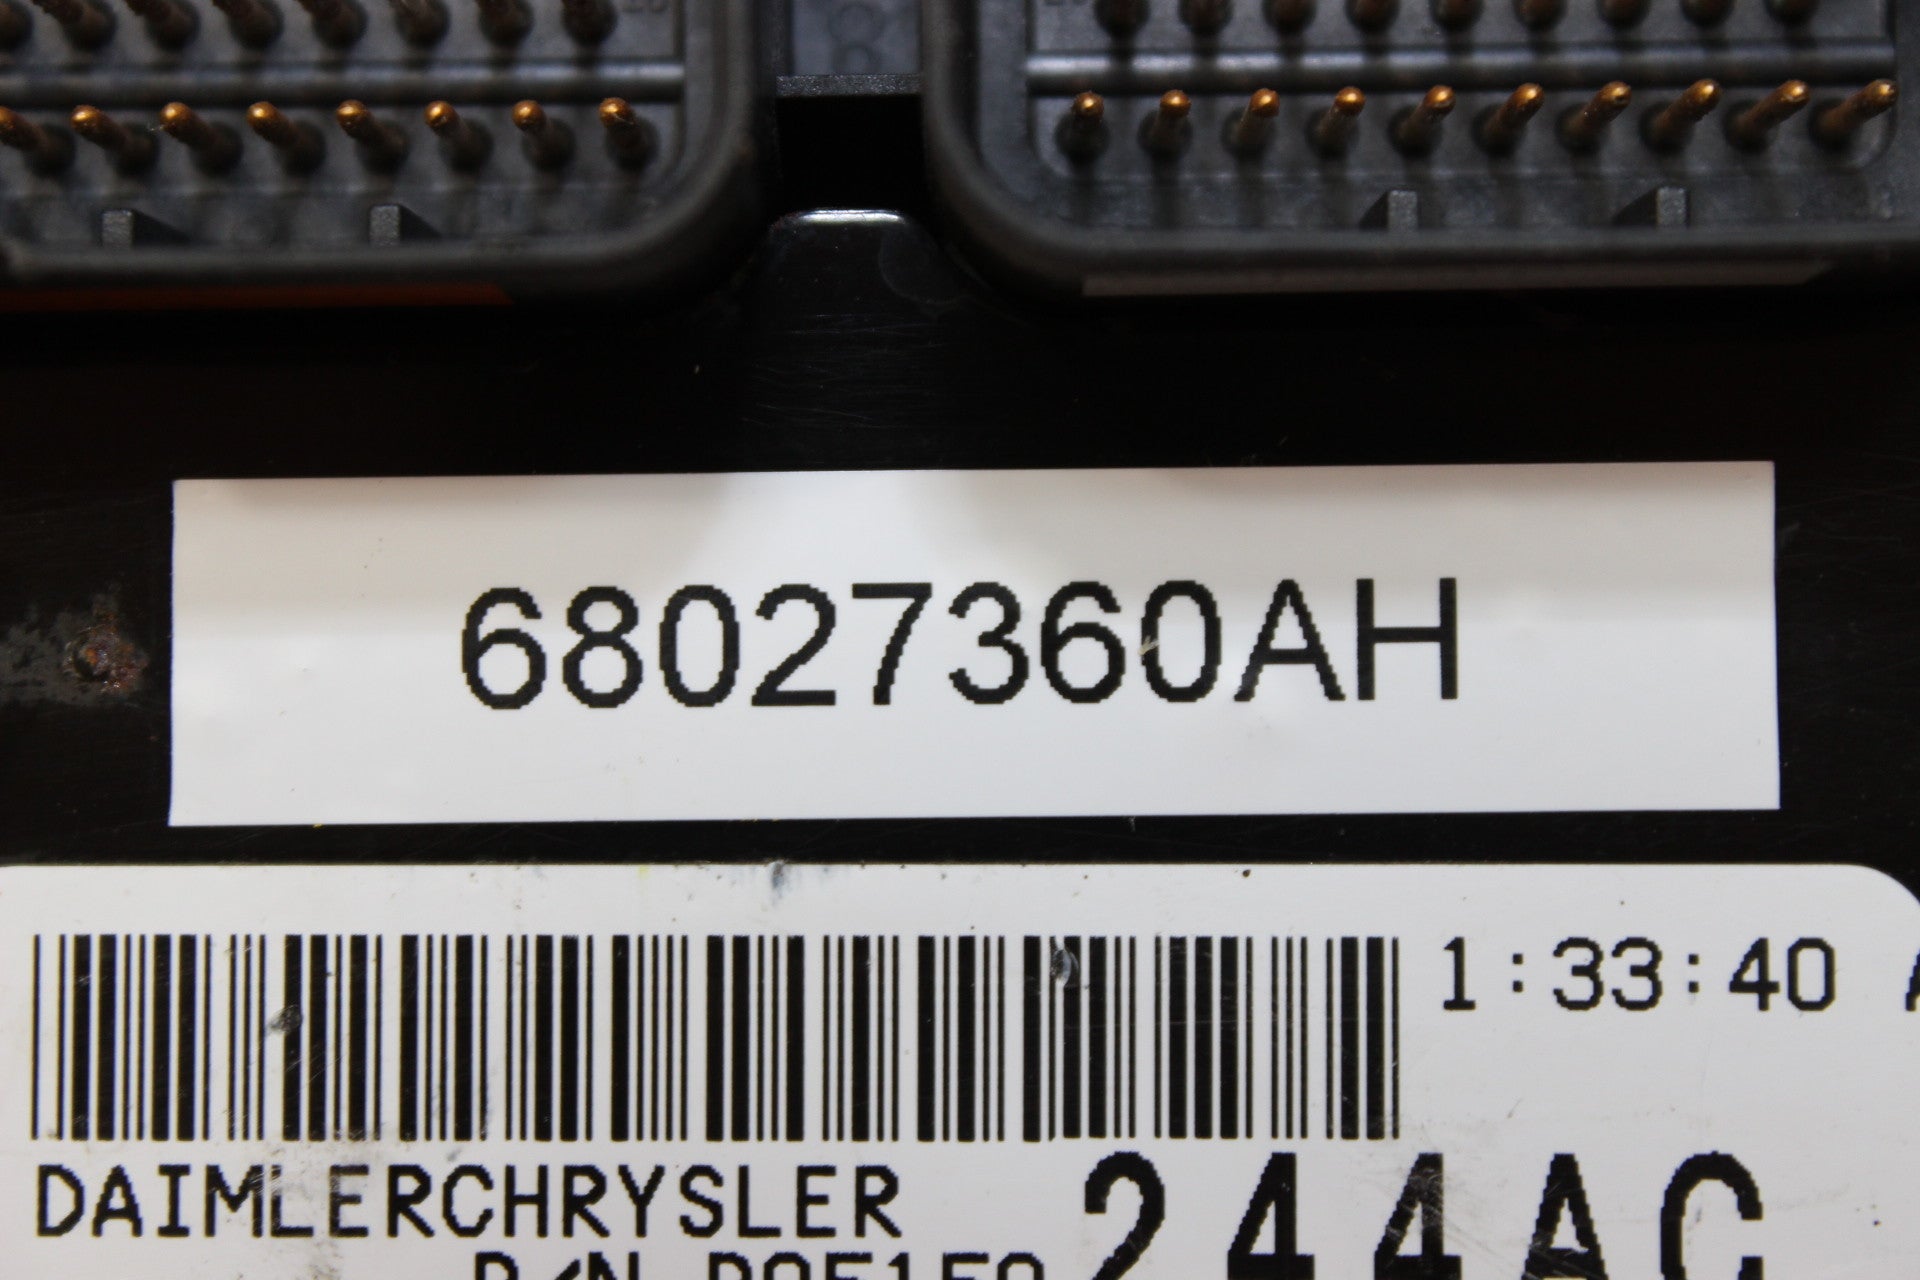 68027360AH
1:33:40
DAIMLERCHRYSLER 244AC
P/N